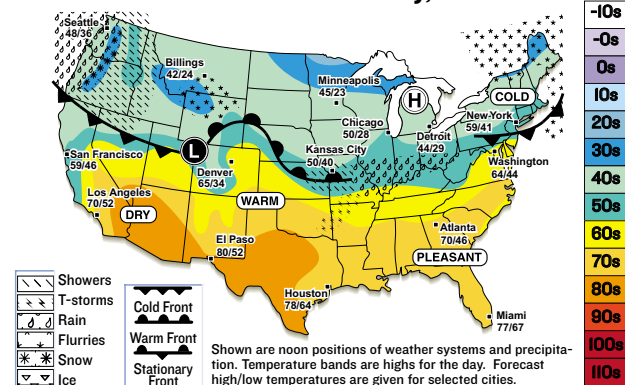 -10s
-0s
0s
10s
20s
30s
40s
50s
60s
70s
80s
90s
100s
110s
Seattle
48/36
Billings
42/24
Minneapolis
45/23
H
COLD
New York
59/41
Chicago
50/28
Detroit
44/29
Kansas City
50/40
L
San Francisco
59/46
Denver
65/34
Washington
64/44
Los Angeles
70/52
DRY
WARM
Atlanta
70/46
El Paso
80/52
PLEASANT
Houston
78/64
Miami
77/67
Showers
T-storms
Rain
Flurries
Snow
Ice
Cold Front
Warm Front
Stationary
Front
Shown are noon positions of weather systems and precipita-
tion. Temperature bands are highs for the day. Forecast
high/low temperatures are given for selected cities.